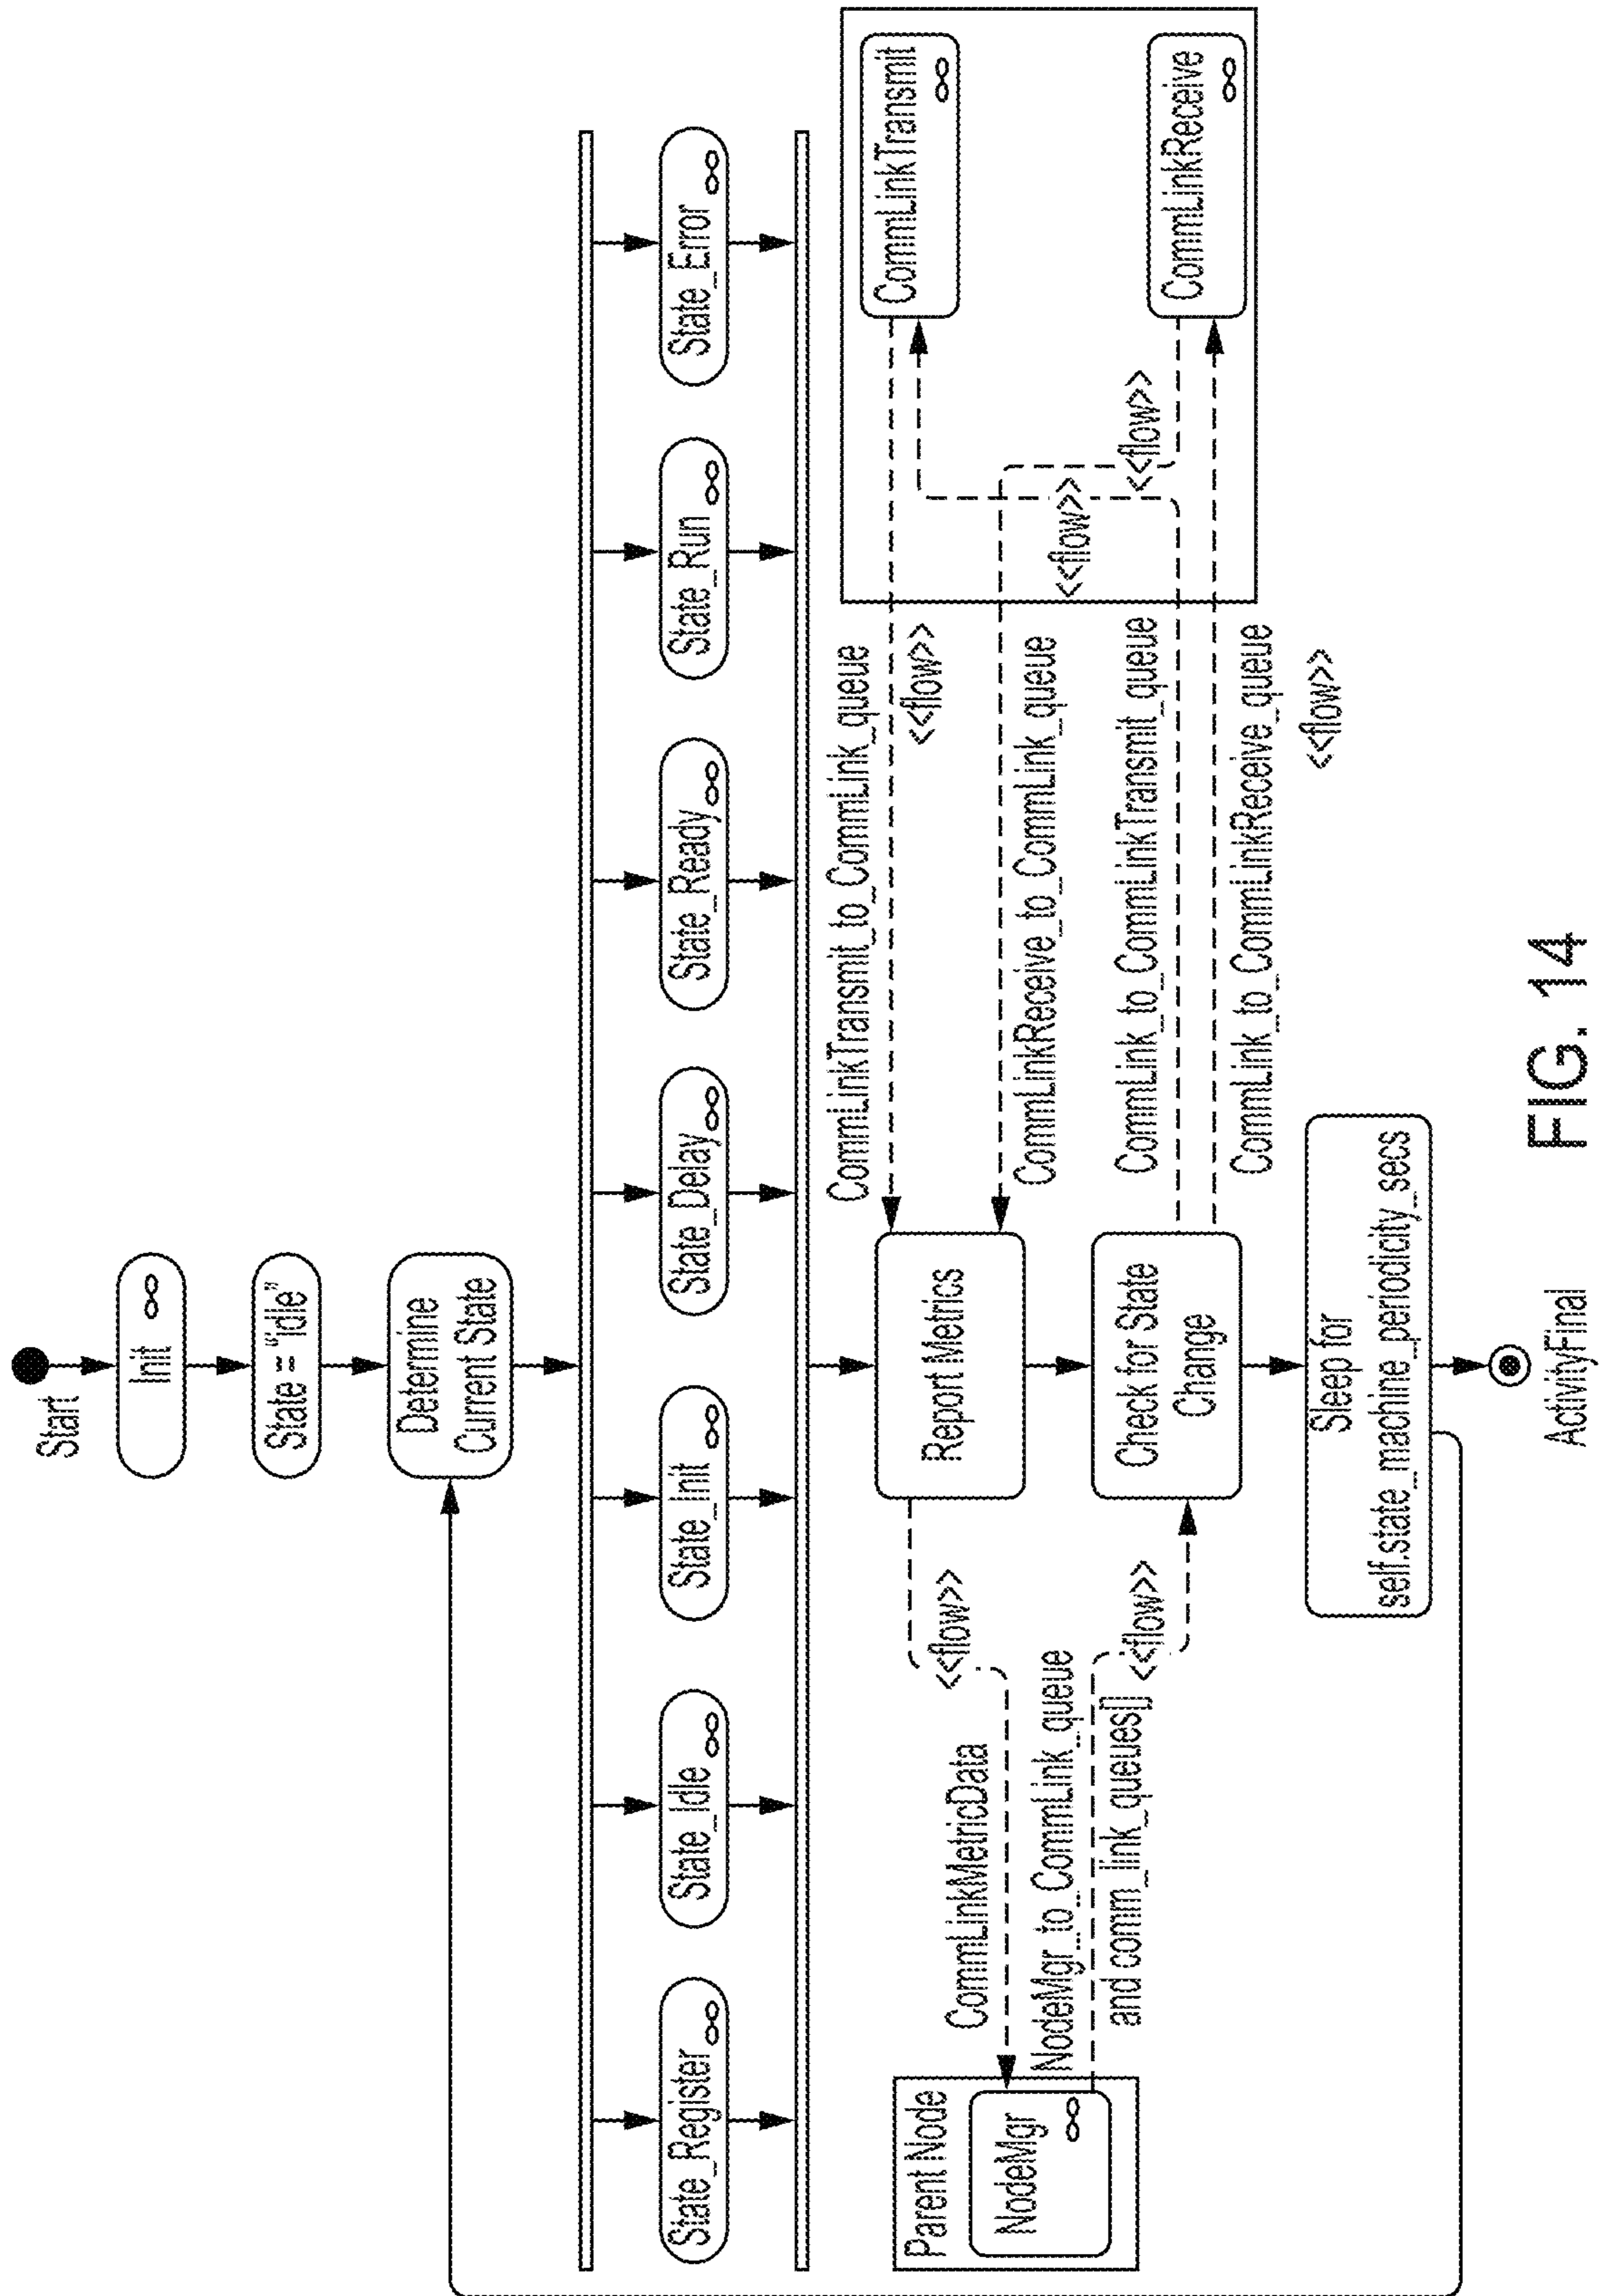 Start
Init
State = "idle"
Determine
Current State
State_Register
State_Idle
State_Init
State_Delay
State_Ready
State_Run
State_Error
CommLinkTransmit_to_CommLink_queue
<<flow>>
CommLinkTransmit
Report Metrics
CommLinkReceive_to_CommLink_queue
<<flow>>
<<flow>>
CommLinkMetricData
<<flow>>
Parent Node
NodeMgr
NodeMgr_to_CommLink_queue
and comm_link_queues[]
<<flow>>
Check for State
Change
CommLink_to_CommLinkTransmit_queue
CommLinkReceive
CommLink_to_CommLinkReceive_queue
<<flow>>
Sleep for
self.state_machine_periodicity_secs
ActivityFinal
FIG. 14